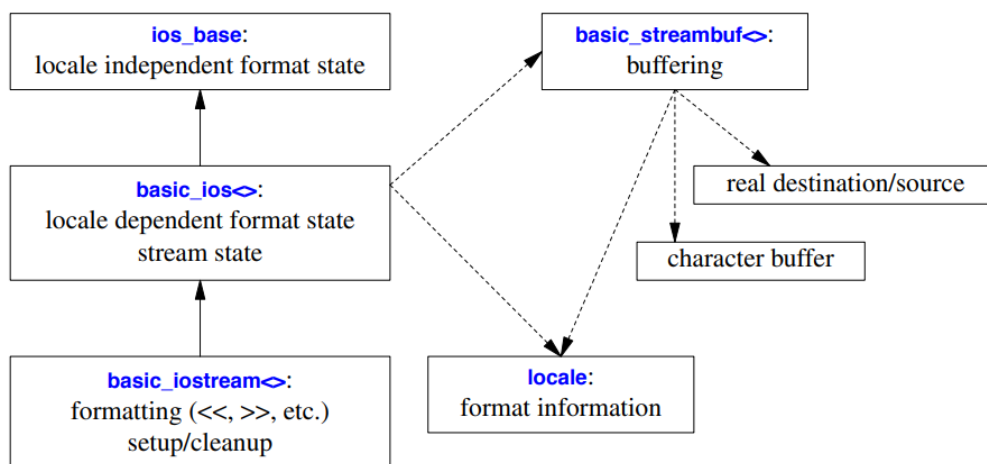 ios_base:
locale independent format state
basic_streambuf<>:
buffering
basic_ios<>:
locale dependent format state
stream state
real destination/source
character buffer
basic_iostream<>:
formatting (<<, >>, etc.)
setup/cleanup
locale:
format information